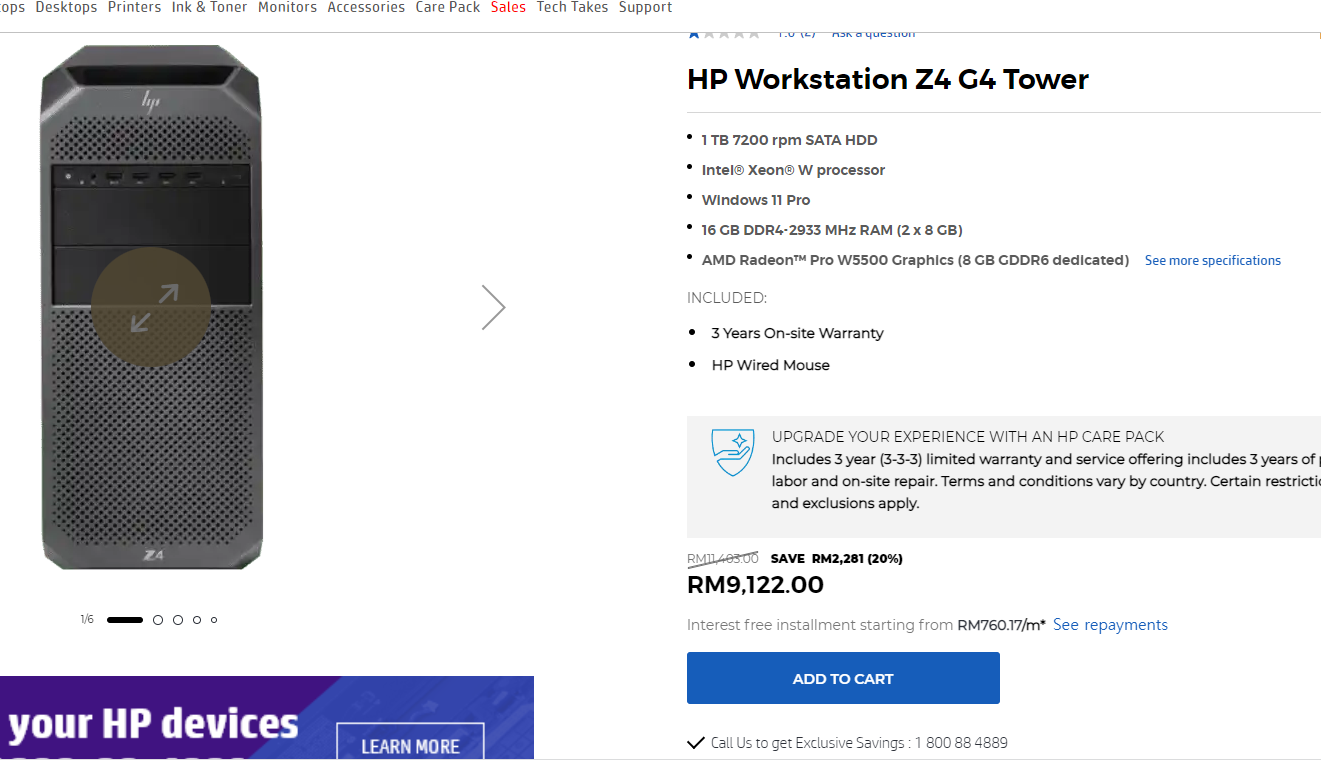 Desktops Printers Ink & Toner Monitors Accessories Care Pack Sales Tech Takes Support
1.0 (2) Ask a question
HP Workstation Z4 G4 Tower
1 TB 7200 rpm SATA HDD
Intel® Xeon® W processor
Windows 11 Pro
16 GB DDR4-2933 MHz RAM (2 x 8 GB)
AMD Radeon™ Pro W5500 Graphics (8 GB GDDR6 dedicated) See more specifications
INCLUDED:
3 Years On-site Warranty
HP Wired Mouse
UPGRADE YOUR EXPERIENCE WITH AN HP CARE PACK
Includes 3 year (3-3-3) limited warranty and service offering includes 3 years of
labor and on-site repair. Terms and conditions vary by country. Certain
and exclusions apply.
RM11,403.00 SAVE RM2,281 (20%)
RM9,122.00
Interest free installment starting from RM760.17/m* See repayments
ADD TO CART
Call Us to get Exclusive Savings : 1 800 88 4889
hp
Z4
1/6
your HP devices
LEARN MORE